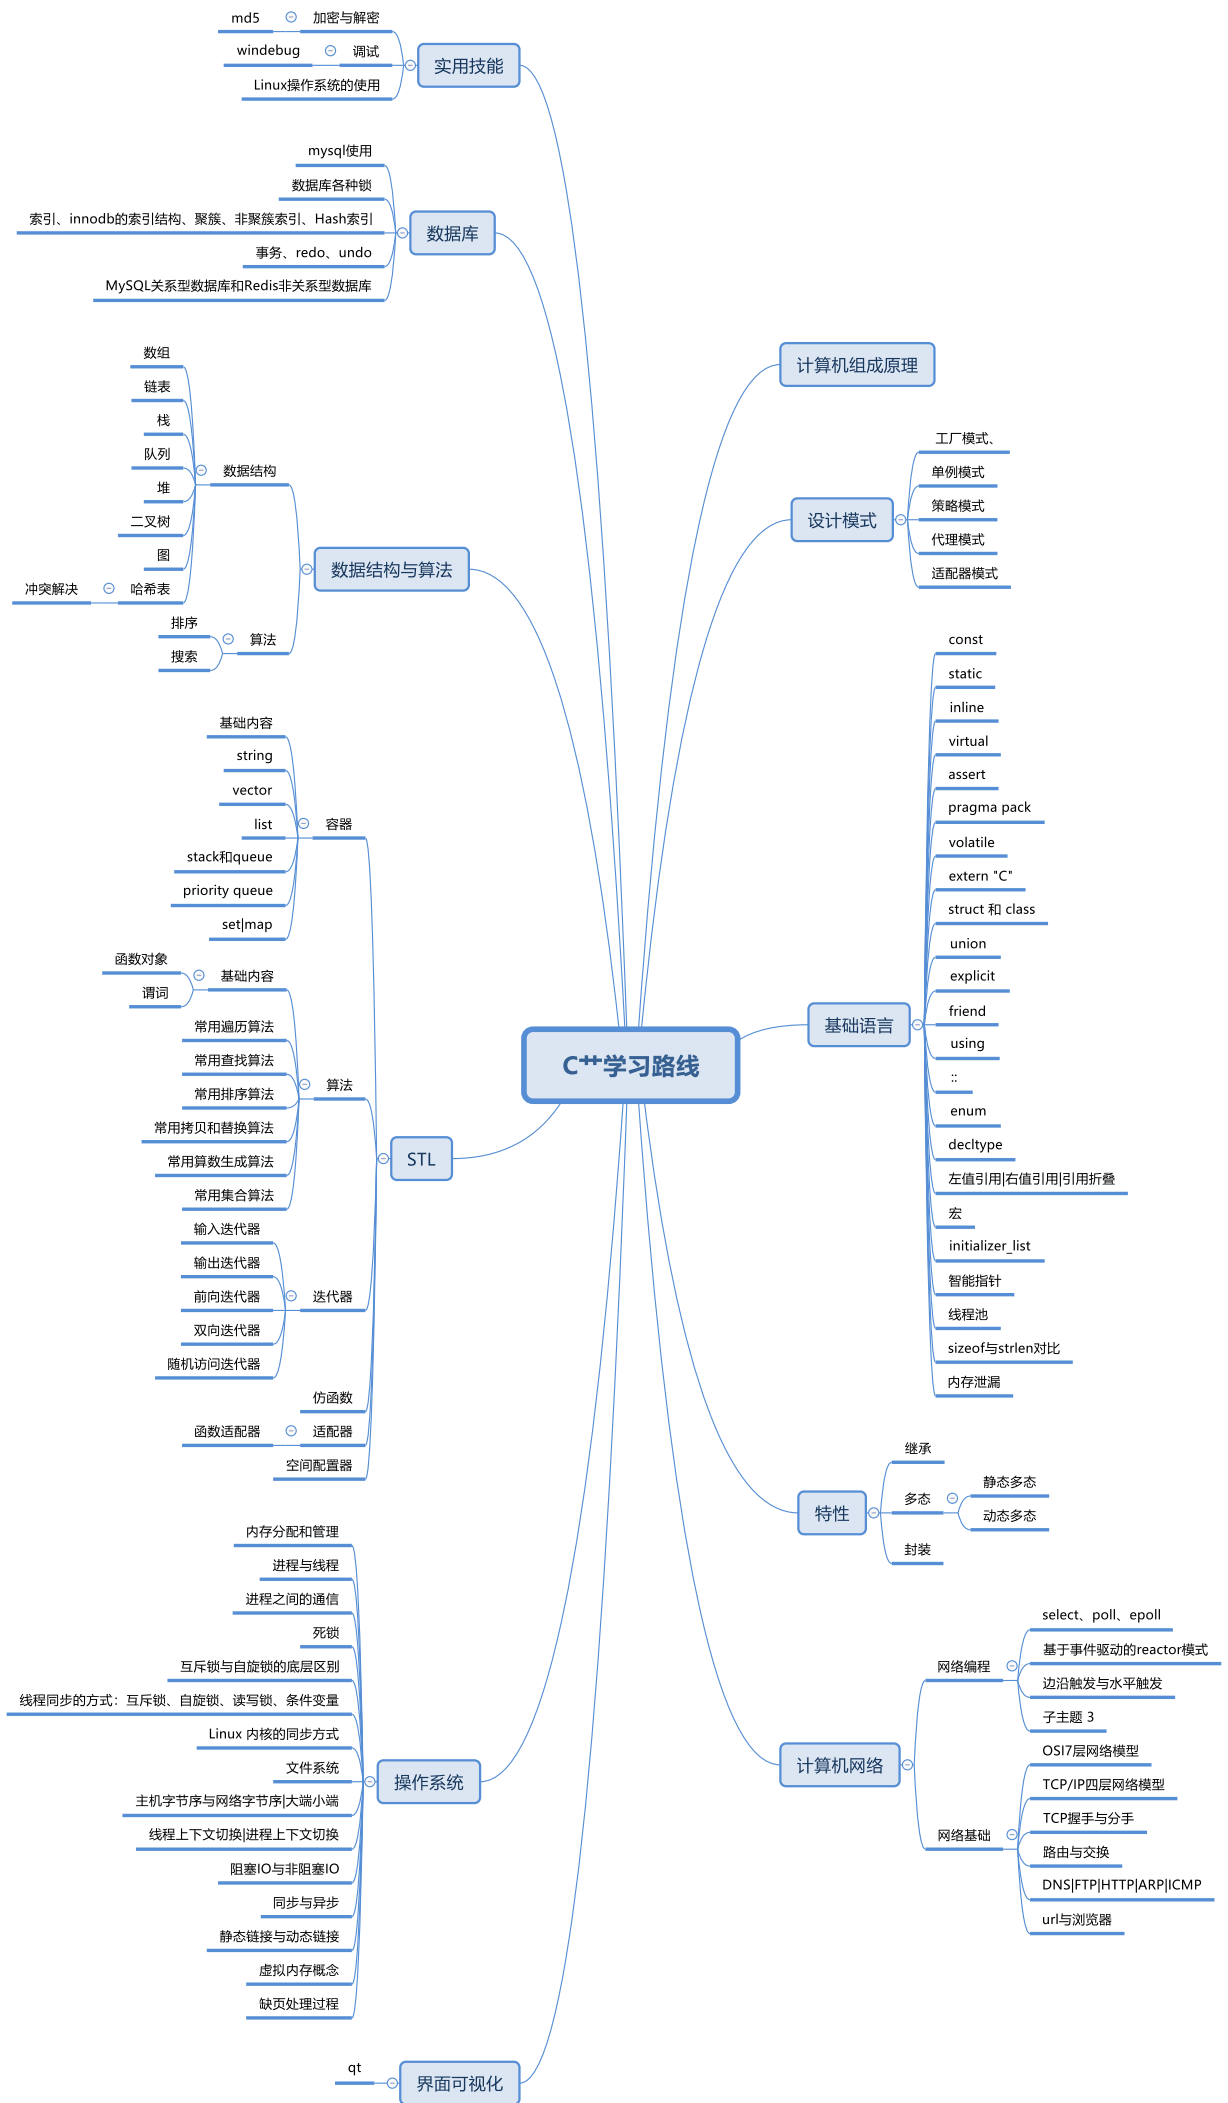 C艹学习路线
计算机组成原理
设计模式
工厂模式、
单例模式
策略模式
代理模式
适配器模式
基础语言
const
static
inline
virtual
assert
pragma pack
volatile
extern "C"
struct 和 class
union
explicit
friend
using
::
enum
decltype
左值引用|右值引用|引用折叠
宏
initializer_list
智能指针
线程池
sizeof与strlen对比
内存泄漏
特性
继承
多态
静态多态
动态多态
封装
计算机网络
网络编程
select、poll、epoll
基于事件驱动的reactor模式
边沿触发与水平触发
子主题 3
网络基础
OSI7层网络模型
TCP/IP四层网络模型
TCP握手与分手
路由与交换
DNS|FTP|HTTP|ARP|ICMP
url与浏览器
实用技能
加密与解密
md5
调试
windebug
Linux操作系统的使用
数据库
mysql使用
数据库各种锁
索引、innodb的索引结构、聚簇、非聚簇索引、Hash索引
事务、redo、undo
MySQL关系型数据库和Redis非关系型数据库
数据结构与算法
数据结构
数组
链表
栈
队列
堆
二叉树
图
哈希表
冲突解决
算法
排序
搜索
STL
容器
基础内容
string
vector
list
stack和queue
priority queue
set|map
算法
基础内容
函数对象
谓词
常用遍历算法
常用查找算法
常用排序算法
常用拷贝和替换算法
常用算数生成算法
常用集合算法
迭代器
输入迭代器
输出迭代器
前向迭代器
双向迭代器
随机访问迭代器
仿函数
适配器
函数适配器
空间配置器
操作系统
内存分配和管理
进程与线程
进程之间的通信
死锁
互斥锁与自旋锁的底层区别
线程同步的方式：互斥锁、自旋锁、读写锁、条件变量
Linux 内核的同步方式
文件系统
主机字节序与网络字节序|大端小端
线程上下文切换|进程上下文切换
阻塞IO与非阻塞IO
同步与异步
静态链接与动态链接
虚拟内存概念
缺页处理过程
界面可视化
qt